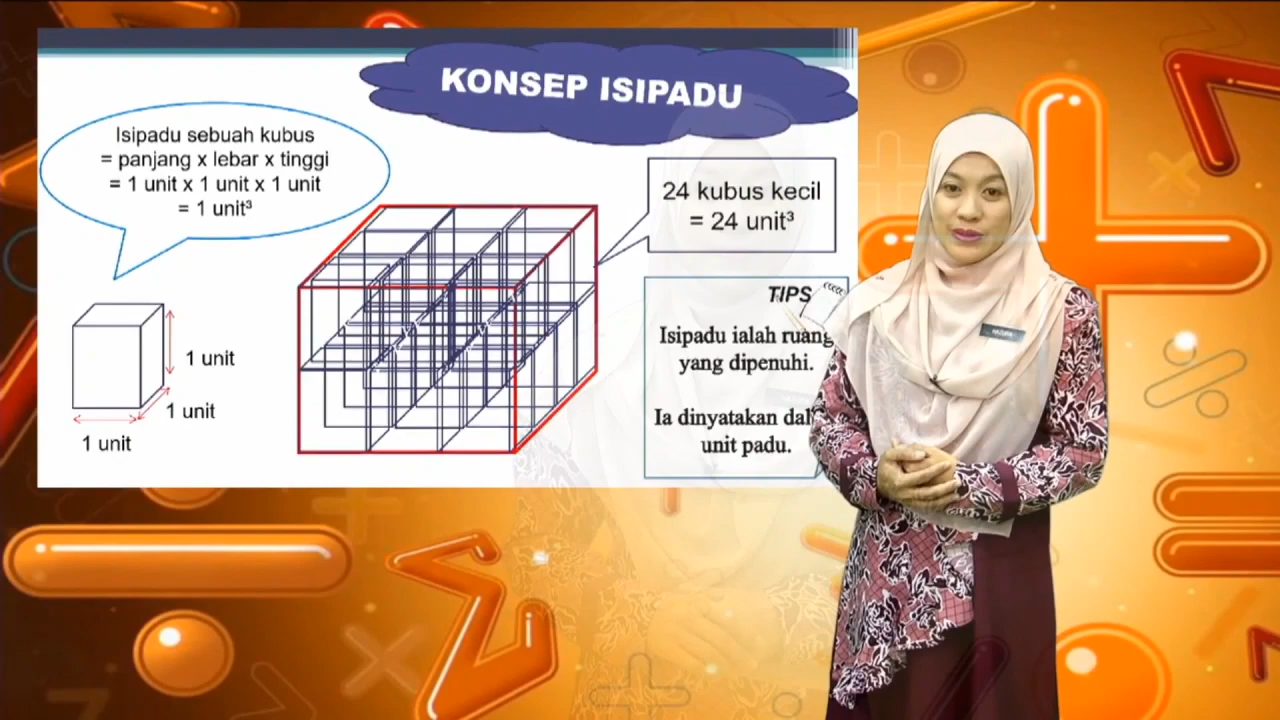 KONSEP ISIPADU
Isipadu sebuah kubus
= panjang x lebar x tinggi
= 1 unit x 1 unit x 1 unit
= 1 unit³
24 kubus kecil
= 24 unit³
TIPS
Isipadu ialah ruang
yang dipenuhi.
Ia dinyatakan
unit padu.
1 unit
1 unit
1 unit